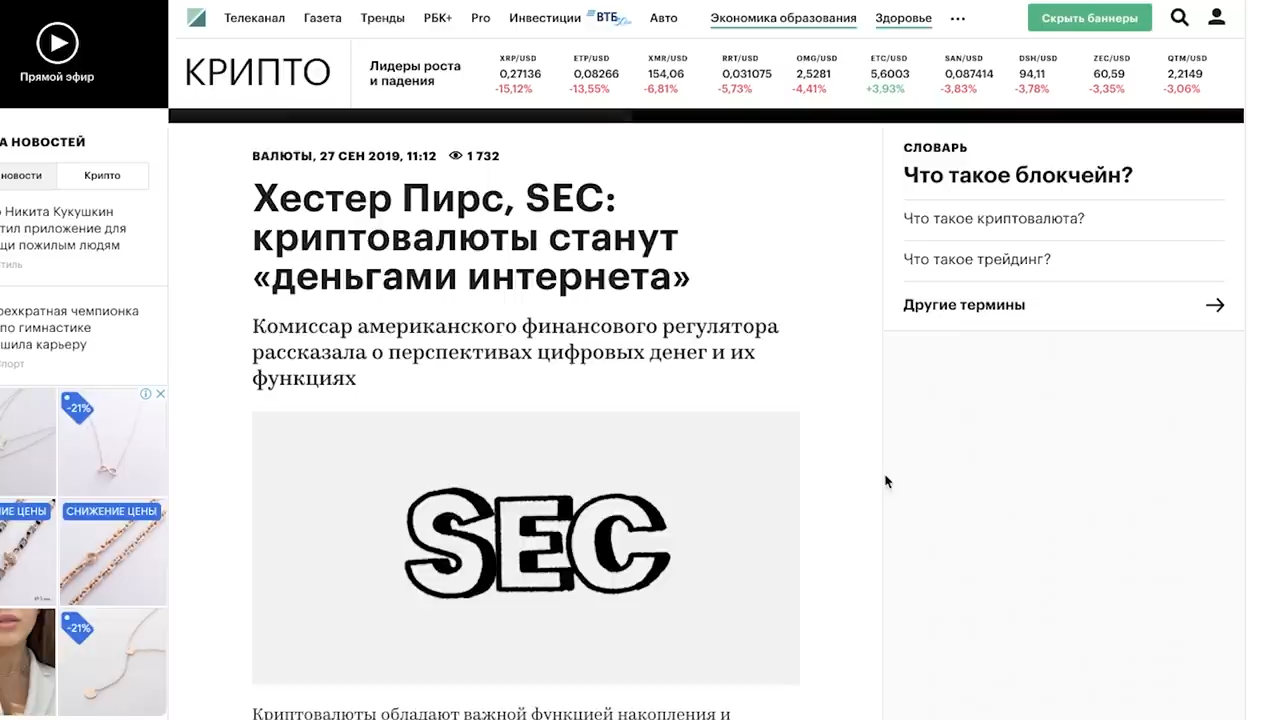 Телеканал Газета Тренды РБК+ Pro Инвестиции ВТБ Авто Экономика образования Здоровье ... Скрыть баннеры
Прямой эфир
КРИПТО
Лидеры роста
и падения
XRP/USD ETP/USD XMR/USD RRT/USD OMG/USD ETC/USD SAN/USD DSH/USD ZEC/USD QTM/USD
0,27136 0,08266 154,06 0,031075 2,5281 5,6003 0,087414 94,11 60,59 2,2149
-15,12% -13,55% -6,81% -5,73% -4,41% +3,93% -3,83% -3,78% -3,35% -3,06%
А НОВОСТЕЙ
новости Крипто
Никита Кукушкин
тил приложение для
щи пожилым людям
тиль
рехкратная чемпионка
по гимнастике
шила карьеру
порт
-21%
ИЕ ЦЕНЫ СНИЖЕНИЕ ЦЕНЫ
-21%
ВАЛЮТЫ, 27 СЕН 2019, 11:12 1 732
Хестер Пирс, SEC:
криптовалюты станут
«деньгами интернета»
Комиссар американского финансового регулятора
рассказала о перспективах цифровых денег и их
функциях
SEC
Криптовалюты обладают важной функцией накопления и
СЛОВАРЬ
Что такое блокчейн?
Что такое криптовалюта?
Что такое трейдинг?
Другие термины